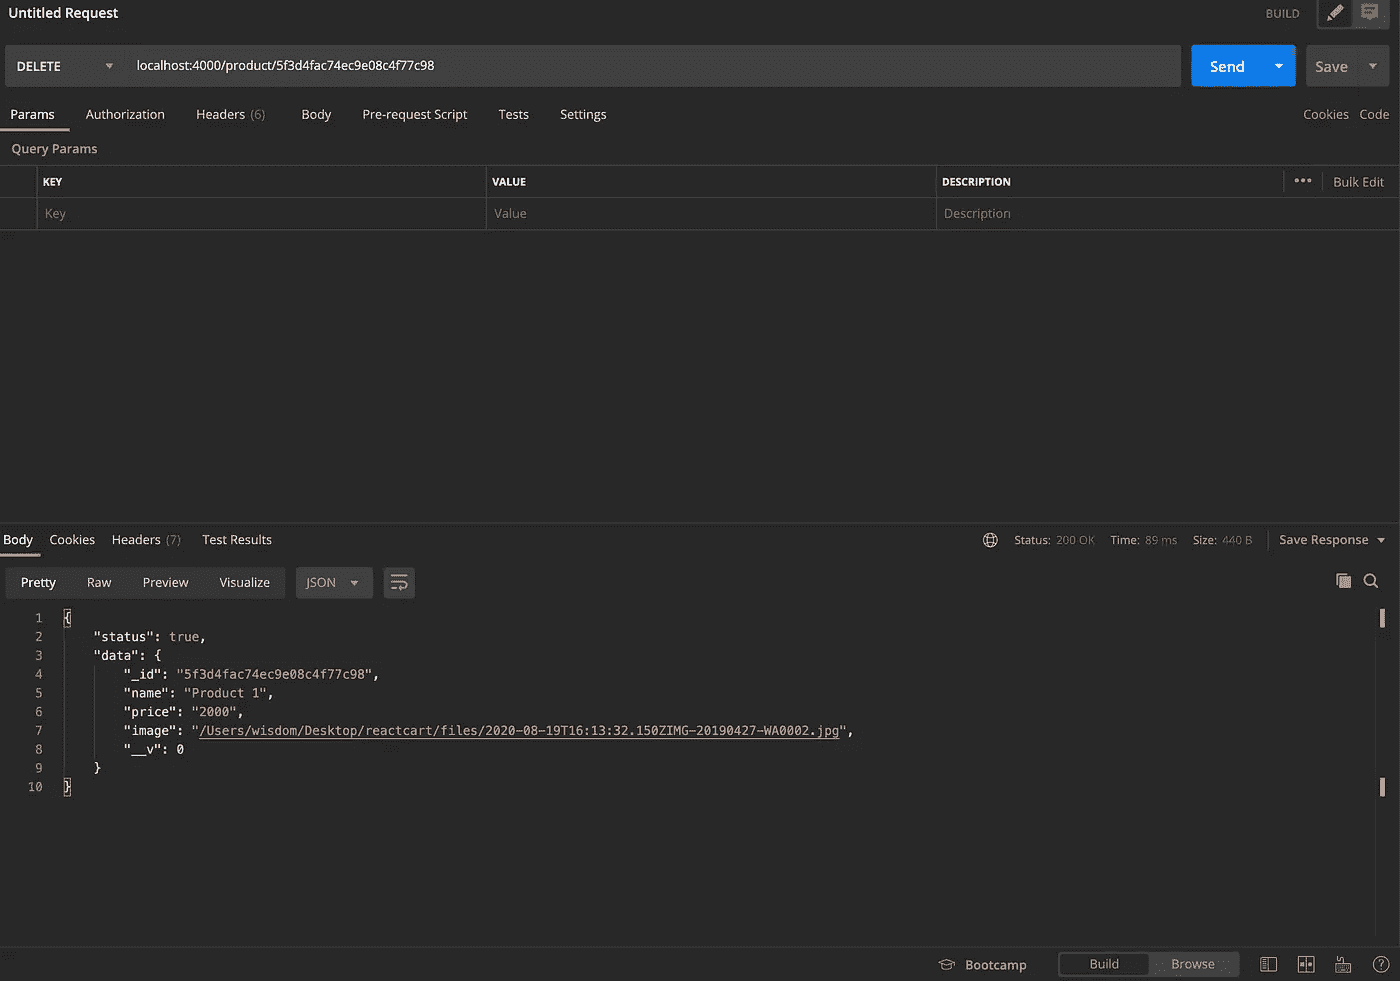 Untitled Request
BUILD
DELETE
localhost:4000/product/5f3d4fac74ec9e08c4f77c98
Send
Save
Params
Authorization
Headers (6)
Body
Pre-request Script
Tests
Settings
Cookies
Code
Query Params
KEY
VALUE
DESCRIPTION
•••
Bulk Edit
Key
Value
Description
Body
Cookies
Headers (7)
Test Results
Status: 200 OK
Time: 89 ms
Size: 440 B
Save Response
Pretty
Raw
Preview
Visualize
JSON
1 {
2 "status": true,
3 "data": {
4 "_id": "5f3d4fac74ec9e08c4f77c98",
5 "name": "Product 1",
6 "price": "2000",
7 "image": "/Users/wisdom/Desktop/reactcart/files/2020-08-19T16:13:32.150ZIMG-20190427-WA0002.jpg",
8 "__v": 0
9 }
10 }
Bootcamp
Build
Browse